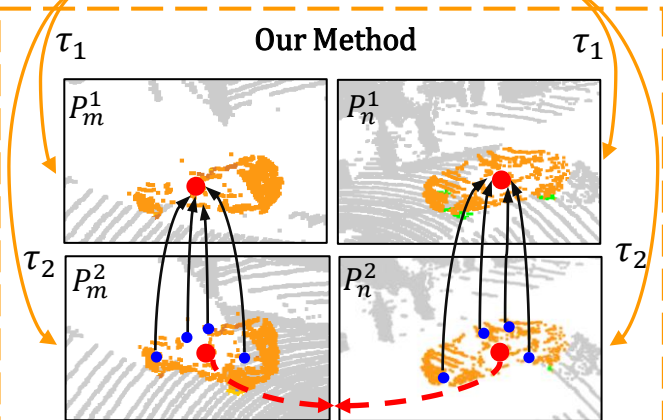 Our Method
τ₁
τ₁
P_m^1
P_n^1
τ₂
τ₂
P_m^2
P_n^2